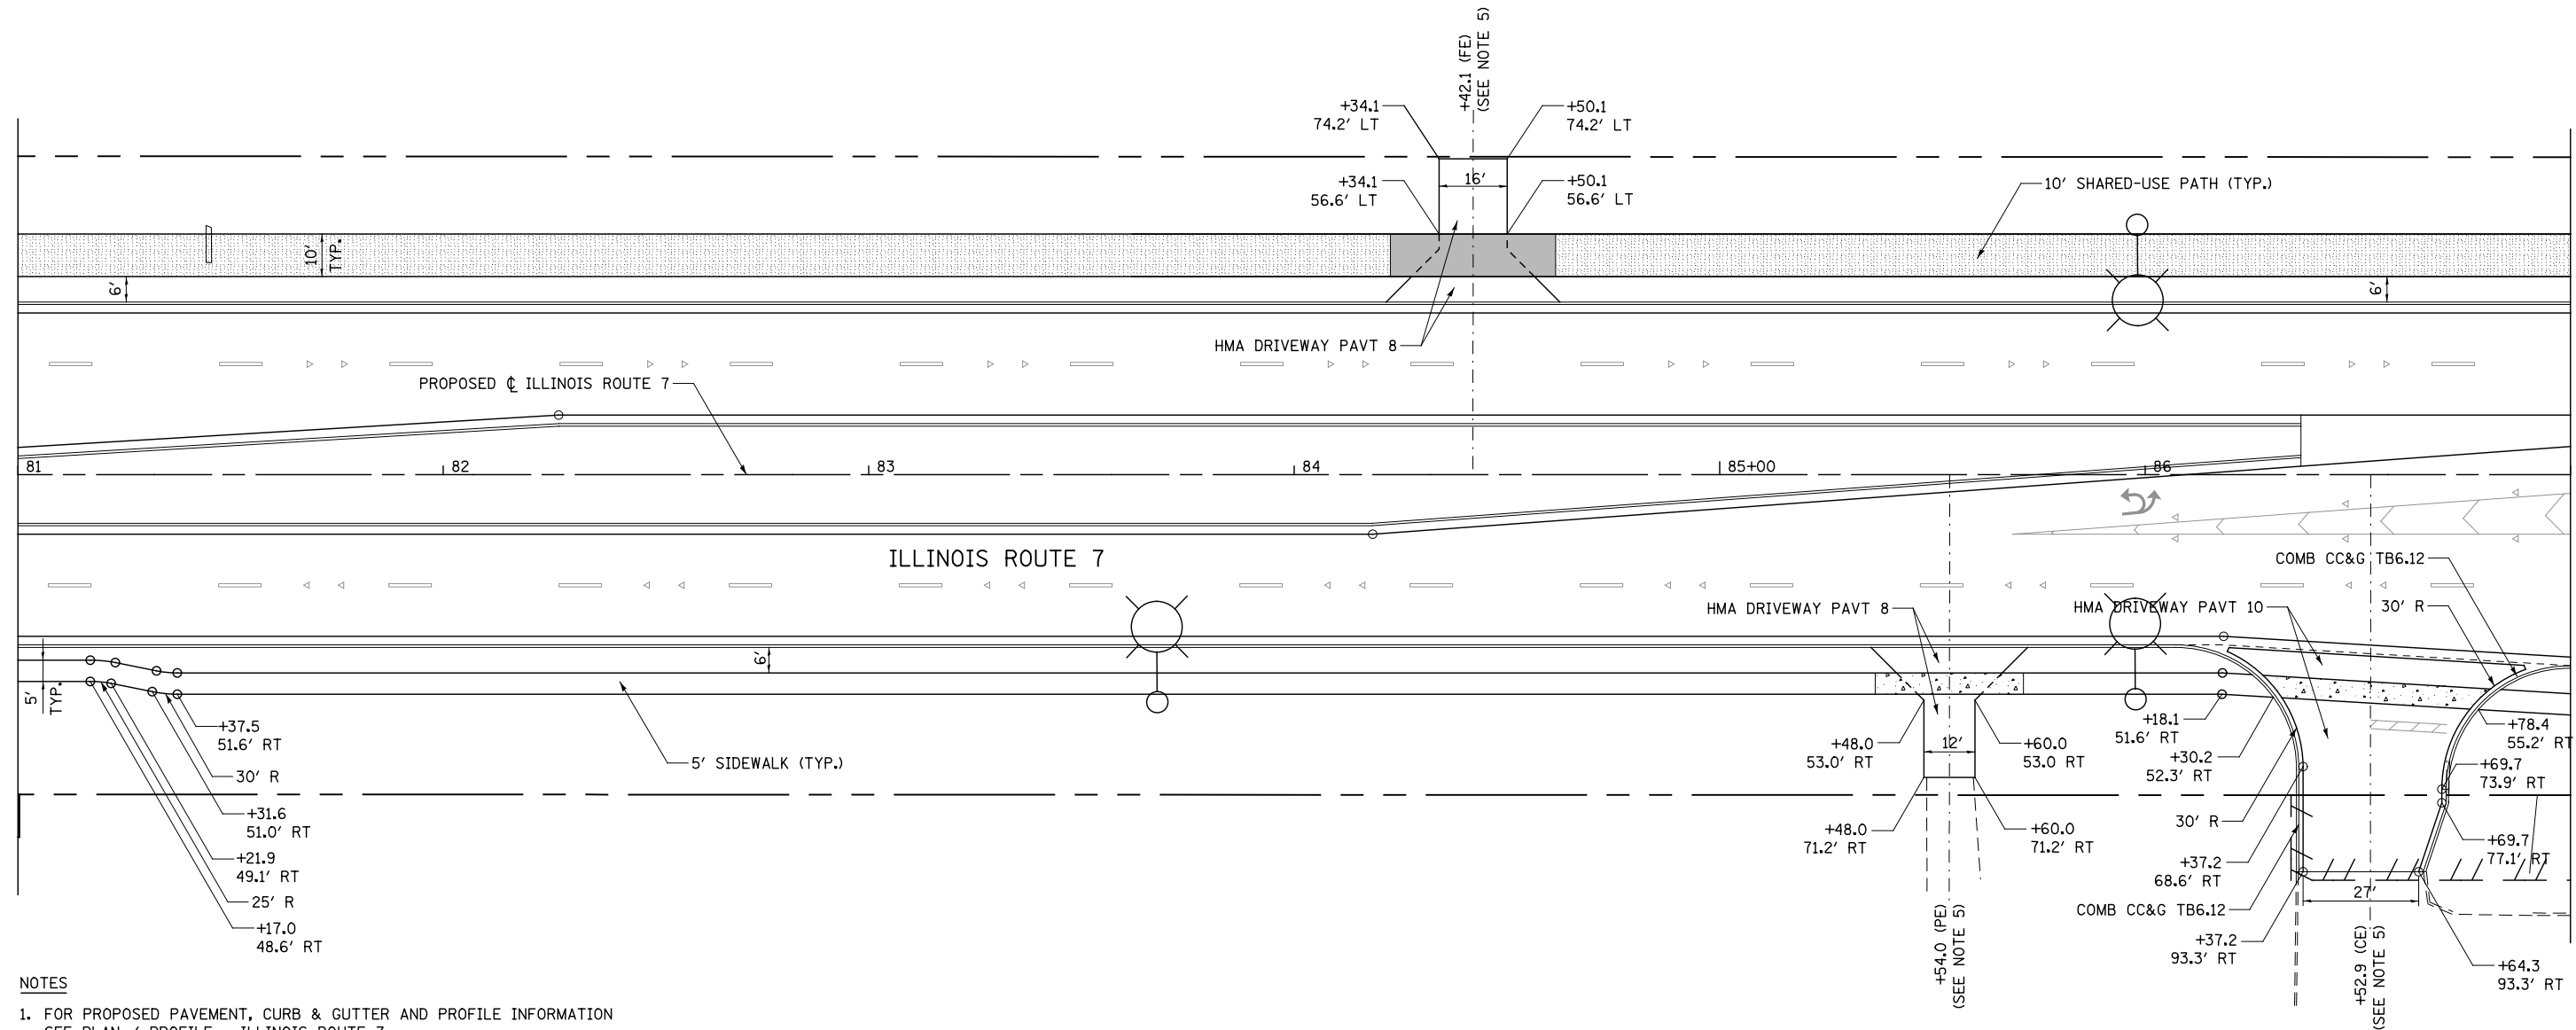 +42.1 (FE)
(SEE NOTE 5)
+34.1
74.2' LT
+50.1
74.2' LT
+34.1
56.6' LT
16'
+50.1
56.6' LT
10' SHARED-USE PATH (TYP.)
10'
TYP.
6'
6'
HMA DRIVEWAY PAVT 8
PROPOSED ℄ ILLINOIS ROUTE 7
81
82
83
84
85+00
86
ILLINOIS ROUTE 7
COMB CC&G TB6.12
HMA DRIVEWAY PAVT 8
HMA DRIVEWAY PAVT 10
30' R
6'
5'
TYP.
+37.5
51.6' RT
30' R
+31.6
51.0' RT
+21.9
49.1' RT
25' R
+17.0
48.6' RT
5' SIDEWALK (TYP.)
+48.0
53.0' RT
12'
+60.0
53.0 RT
+18.1
51.6' RT
+30.2
52.3' RT
+78.4
55.2' RT
+69.7
73.9' RT
+48.0
71.2' RT
+60.0
71.2' RT
30' R
+37.2
68.6' RT
+69.7
77.1' RT
27'
COMB CC&G TB6.12
+37.2
93.3' RT
+64.3
93.3' RT
+54.0 (PE)
(SEE NOTE 5)
+52.9 (CE)
(SEE NOTE 5)
NOTES
1. FOR PROPOSED PAVEMENT, CURB & GUTTER AND PROFILE INFORMATION
SEE PLAN / PROFILE - ILLINOIS ROUTE 7